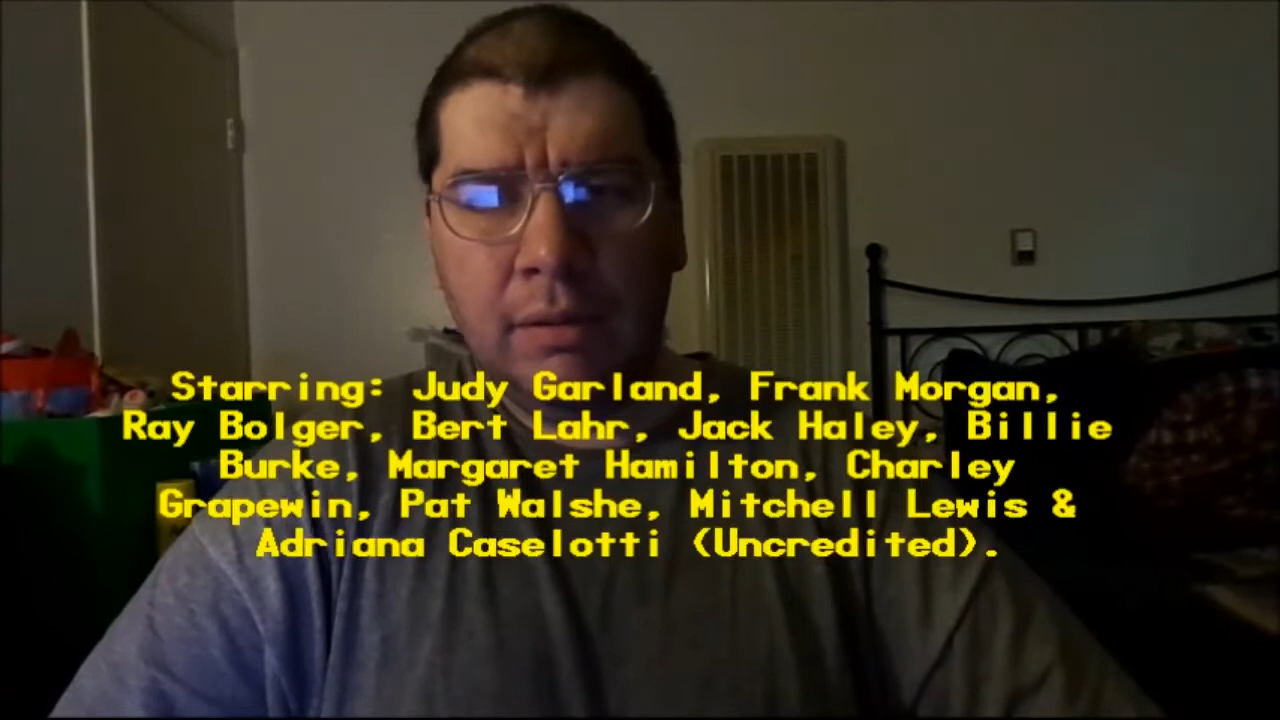 Starring: Judy Garland, Frank Morgan,
Ray Bolger, Bert Lahr, Jack Haley, Billie
Burke, Margaret Hamilton, Charley
Grapewin, Pat Walshe, Mitchell Lewis &
Adriana Caselotti (Uncredited).